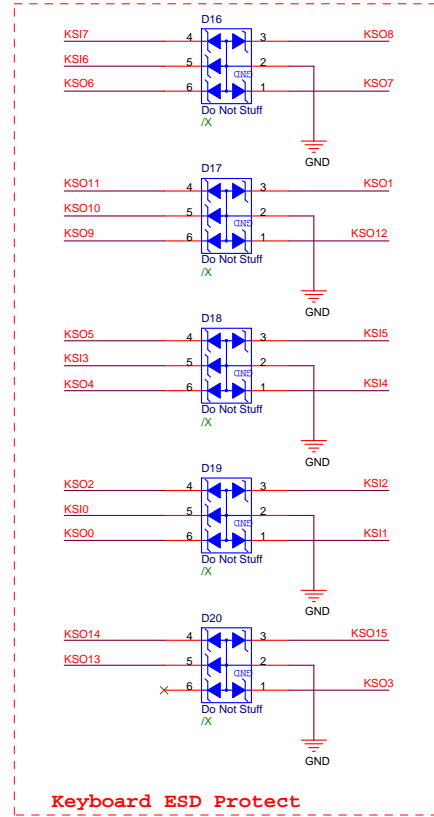 D16
KSI7 4 3 KSO8
KSI6 5 2
GND
KSO6 6 1 KSO7
Do Not Stuff
/X
GND
D17
KSO11 4 3 KSO1
KSO10 5 2
GND
KSO9 6 1 KSO12
Do Not Stuff
/X
GND
D18
KSO5 4 3 KSI5
KSI3 5 2
GND
KSO4 6 1 KSI4
Do Not Stuff
/X
GND
D19
KSO2 4 3 KSI2
KSI0 5 2
GND
KSO0 6 1 KSI1
Do Not Stuff
/X
GND
D20
KSO14 4 3 KSO15
KSO13 5 2
GND
6 1 KSO3
Do Not Stuff
/X
GND
Keyboard ESD Protect